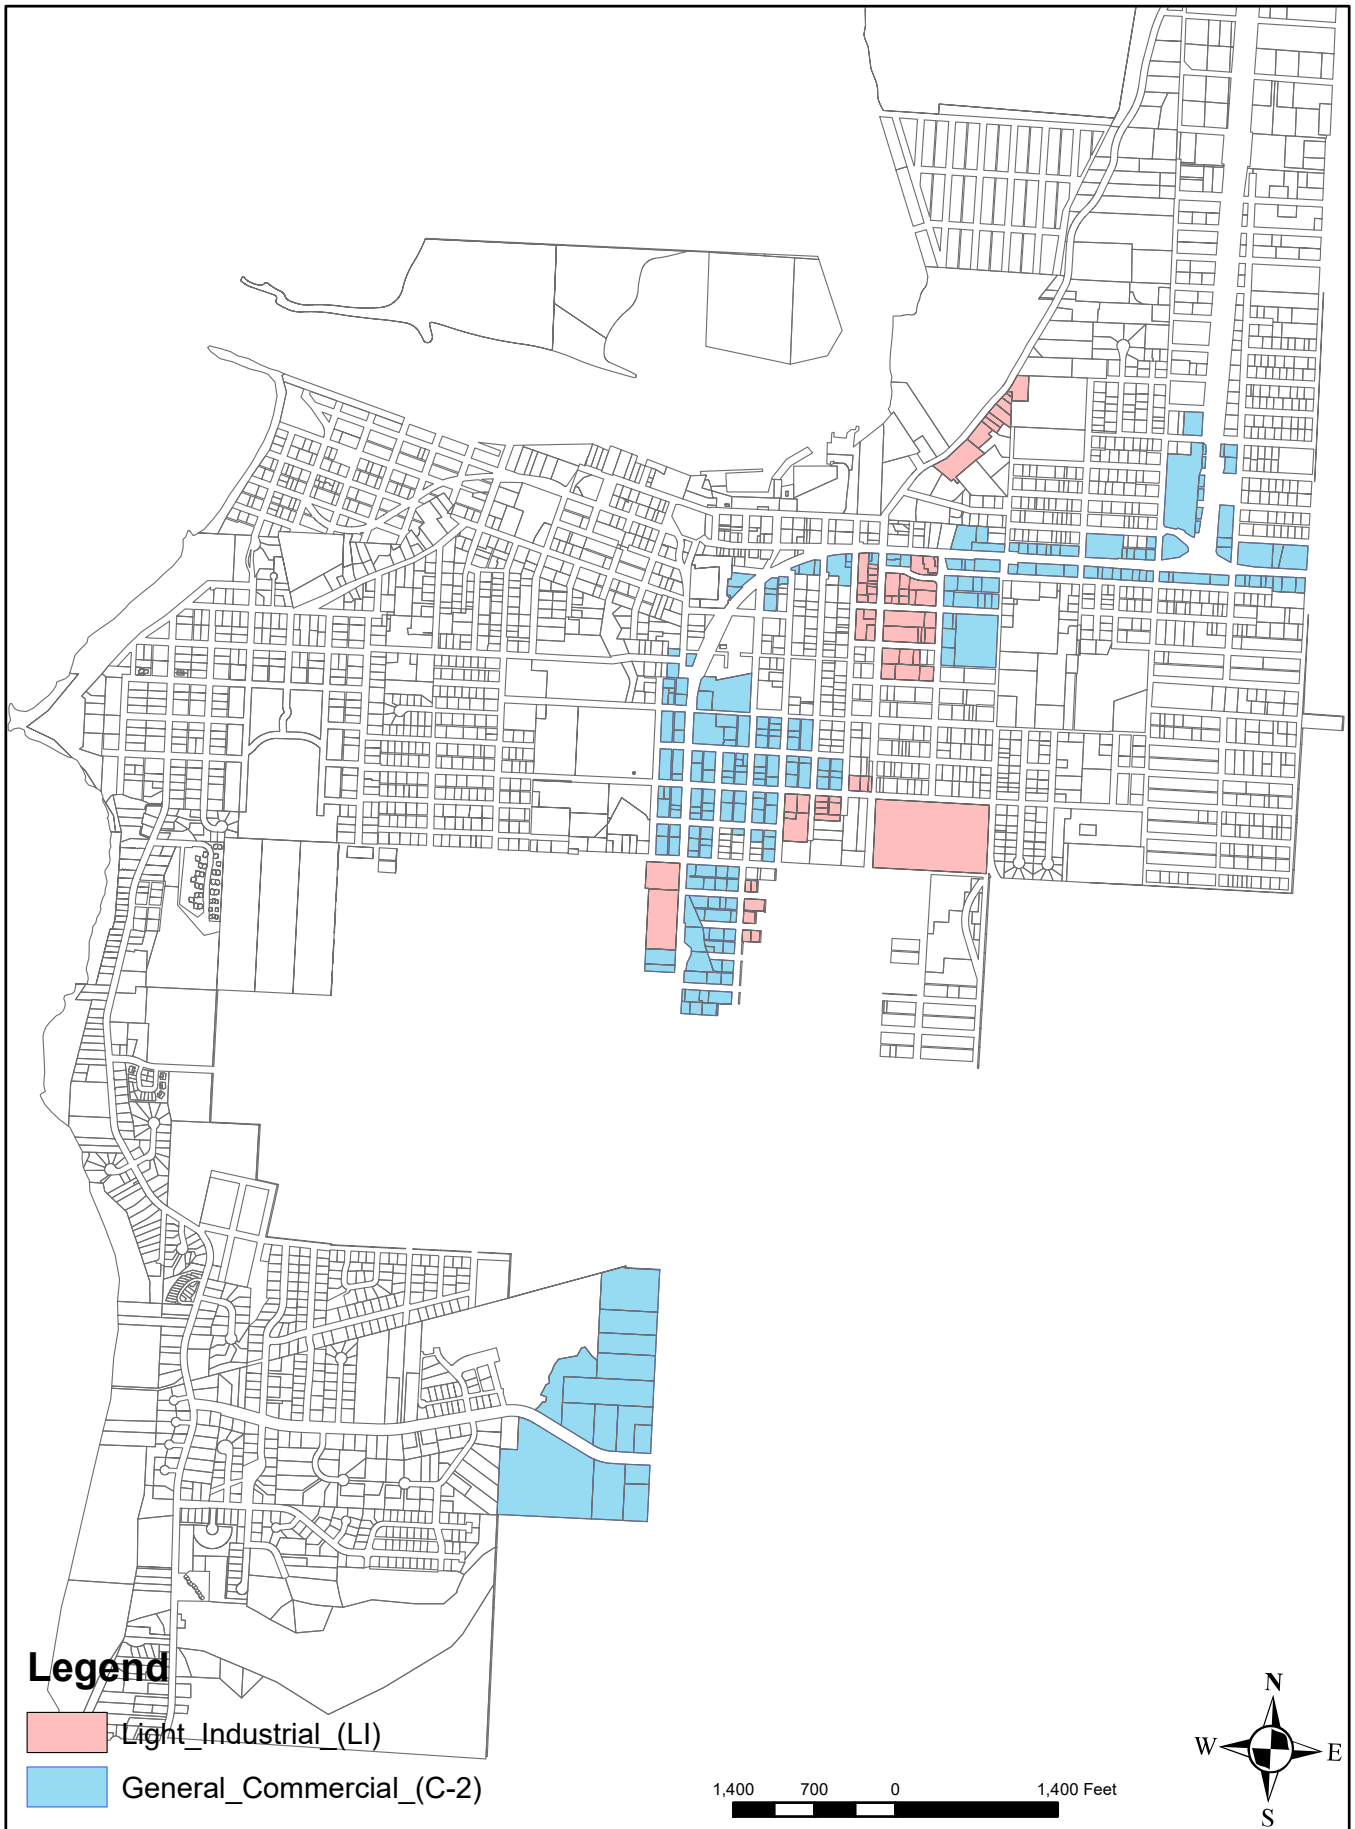 Legend
Light_Industrial_(LI)
General_Commercial_(C-2)
1,400 700 0 1,400 Feet
N
W E
S